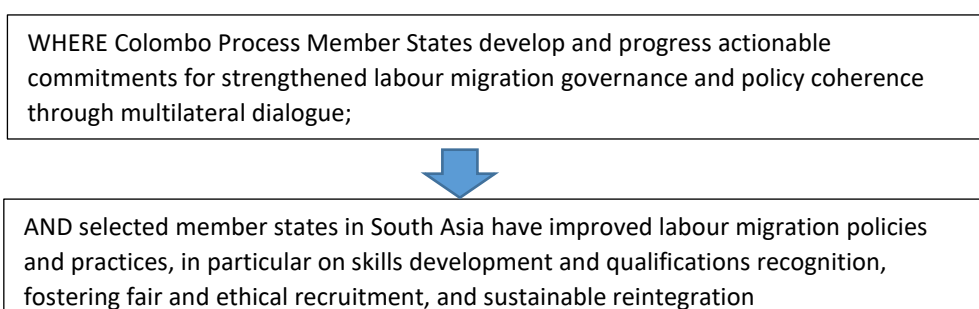 WHERE Colombo Process Member States develop and progress actionable
commitments for strengthened labour migration governance and policy coherence
through multilateral dialogue;
AND selected member states in South Asia have improved labour migration policies
and practices, in particular on skills development and qualifications recognition,
fostering fair and ethical recruitment, and sustainable reintegration